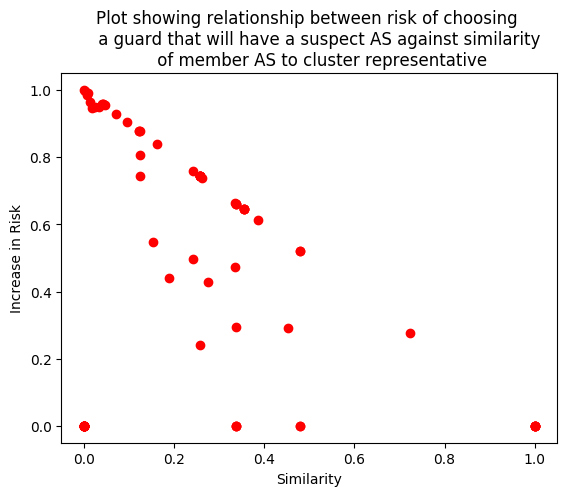 Plot showing relationship between risk of choosing
a guard that will have a suspect AS against similarity
of member AS to cluster representative
1.0
0.8
0.6
0.4
0.2
0.0
Increase in Risk
0.0 0.2 0.4 0.6 0.8 1.0
Similarity